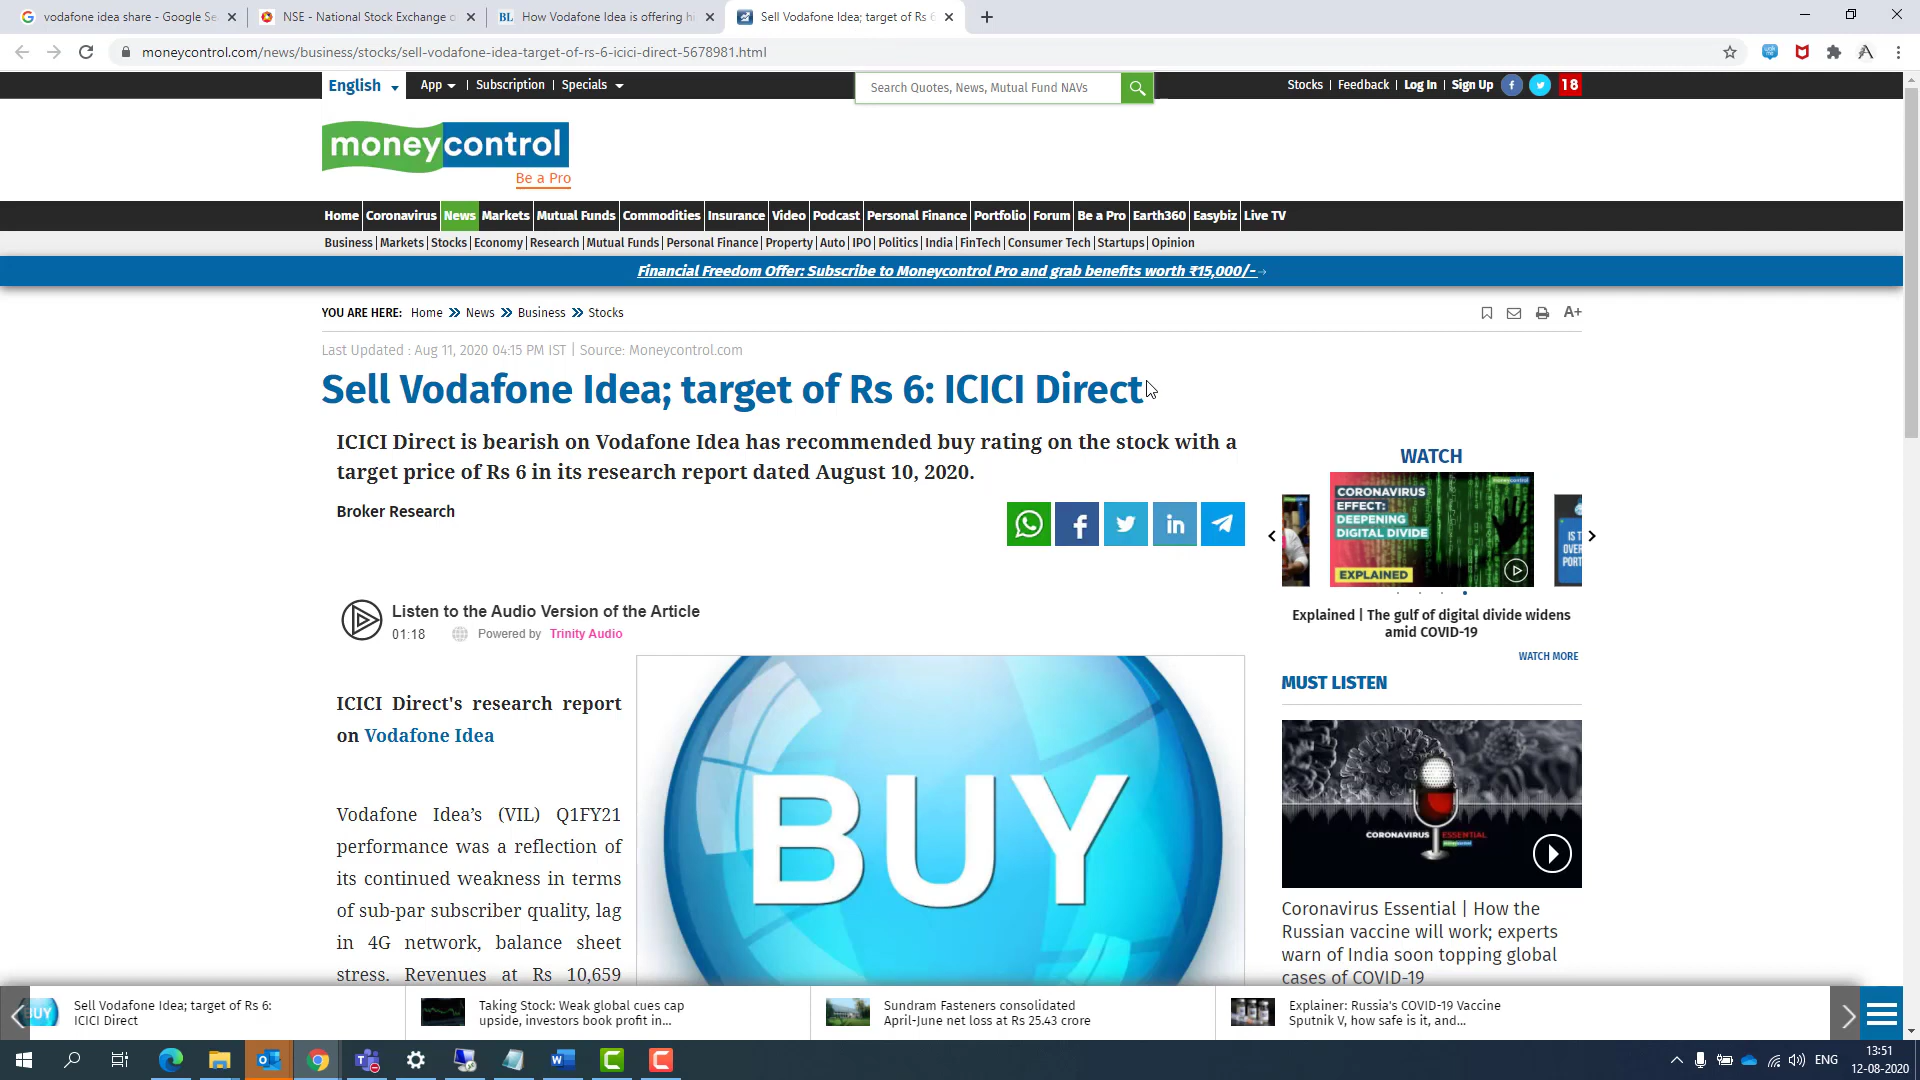 vodafone idea share - Google Se
NSE - National Stock Exchange o
BL How Vodafone Idea is offering hi
Sell Vodafone Idea; target of Rs 6
moneycontrol.com/news/business/stocks/sell-vodafone-idea-target-of-rs-6-icici-direct-5678981.html
English App | Subscription | Specials
Search Quotes, News, Mutual Fund NAVs
Stocks | Feedback | Log In | Sign Up 18
moneycontrol
Be a Pro
Home Coronavirus News Markets Mutual Funds Commodities Insurance Video Podcast Personal Finance Portfolio Forum Be a Pro Earth360 Easybiz Live TV
Business | Markets | Stocks | Economy | Research | Mutual Funds | Personal Finance | Property | Auto | IPO | Politics | India | FinTech | Consumer Tech | Startups | Opinion
Financial Freedom Offer: Subscribe to Moneycontrol Pro and grab benefits worth ₹15,000/-
YOU ARE HERE: Home News Business Stocks
A+
Last Updated : Aug 11, 2020 04:15 PM IST | Source: Moneycontrol.com
Sell Vodafone Idea; target of Rs 6: ICICI Direct
ICICI Direct is bearish on Vodafone Idea has recommended buy rating on the stock with a
target price of Rs 6 in its research report dated August 10, 2020.
Broker Research
Listen to the Audio Version of the Article
01:18 Powered by Trinity Audio
ICICI Direct's research report
on Vodafone Idea
Vodafone Idea's (VIL) Q1FY21
performance was a reflection of
its continued weakness in terms
of sub-par subscriber quality, lag
in 4G network, balance sheet
stress. Revenues at Rs 10,659
BUY
WATCH
CORONAVIRUS
EFFECT:
DEEPENING
DIGITAL DIVIDE
EXPLAINED
IS T
OVER
PORT
Explained | The gulf of digital divide widens
amid COVID-19
WATCH MORE
MUST LISTEN
CORONAVIRUS ESSENTIAL
Coronavirus Essential | How the
Russian vaccine will work; experts
warn of India soon topping global
cases of COVID-19
BUY
Sell Vodafone Idea; target of Rs 6:
ICICI Direct
Taking Stock: Weak global cues cap
upside, investors book profit in...
Sundram Fasteners consolidated
April-June net loss at Rs 25.43 crore
Explainer: Russia's COVID-19 Vaccine
Sputnik V, how safe is it, and...
ENG
13:51
12-08-2020